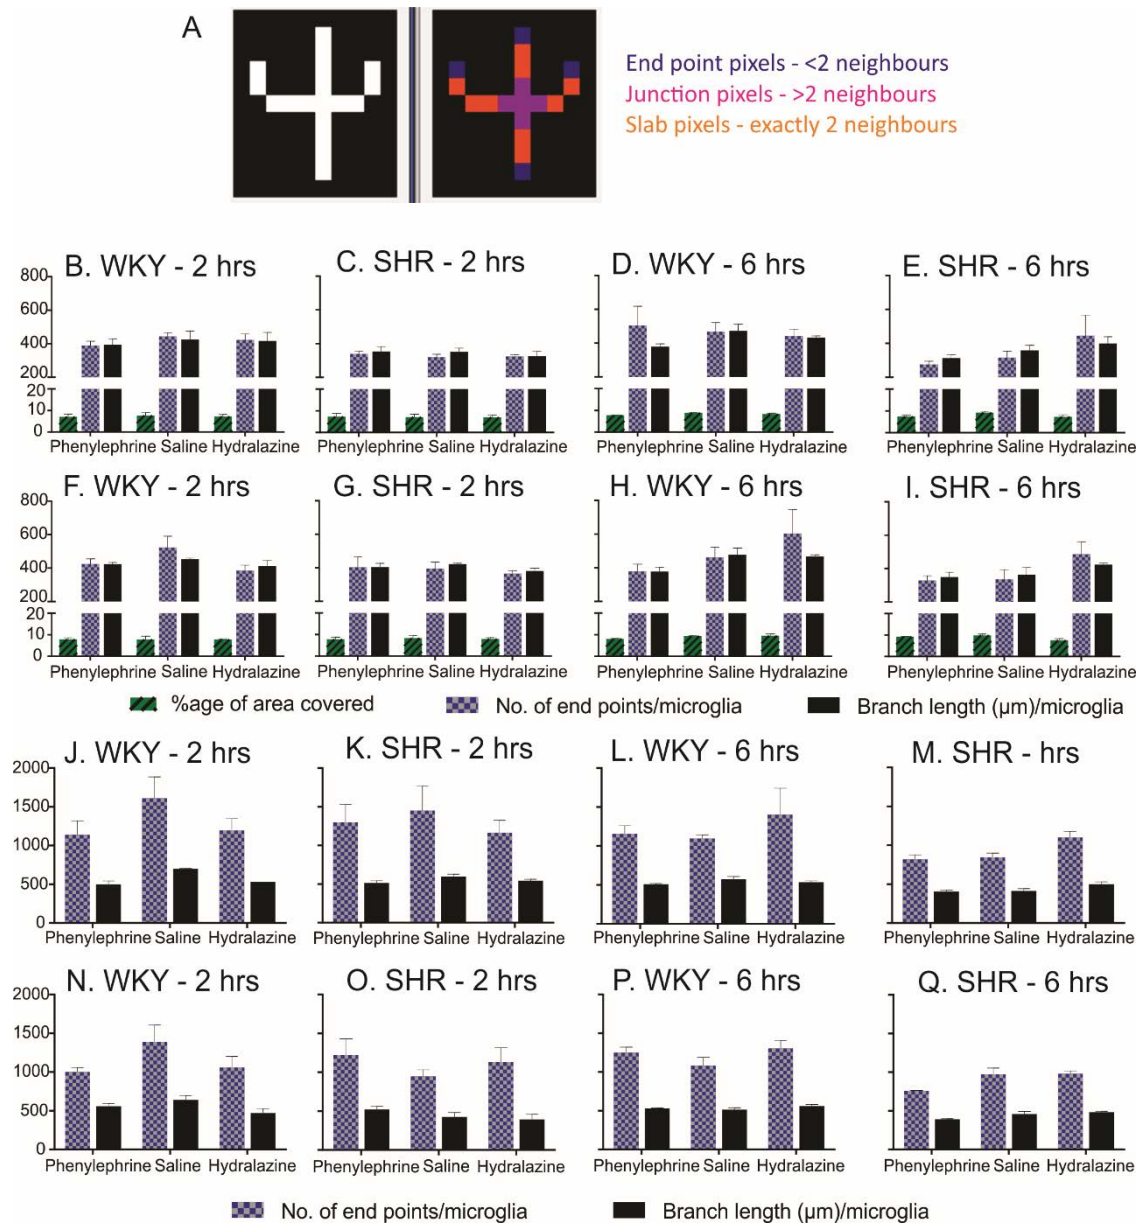 A
End point pixels - <2 neighbours
Junction pixels - >2 neighbours
Slab pixels - exactly 2 neighbours
B. WKY - 2 hrs
C. SHR - 2 hrs
D. WKY - 6 hrs
E. SHR - 6 hrs
800
600
400
200
20
10
0
Phenylephrine Saline Hydralazine
Phenylephrine Saline Hydralazine
Phenylephrine Saline Hydralazine
Phenylephrine Saline Hydralazine
F. WKY - 2 hrs
G. SHR - 2 hrs
H. WKY - 6 hrs
I. SHR - 6 hrs
800
600
400
200
20
10
0
Phenylephrine Saline Hydralazine
Phenylephrine Saline Hydralazine
Phenylephrine Saline Hydralazine
Phenylephrine Saline Hydralazine
%age of area covered
No. of end points/microglia
Branch length (µm)/microglia
J. WKY - 2 hrs
K. SHR - 2 hrs
L. WKY - 6 hrs
M. SHR - hrs
2000
1500
1000
500
0
Phenylephrine Saline Hydralazine
Phenylephrine Saline Hydralazine
Phenylephrine Saline Hydralazine
Phenylephrine Saline Hydralazine
N. WKY - 2 hrs
O. SHR - 2 hrs
P. WKY - 6 hrs
Q. SHR - 6 hrs
2000
1500
1000
500
0
Phenylephrine Saline Hydralazine
Phenylephrine Saline Hydralazine
Phenylephrine Saline Hydralazine
Phenylephrine Saline Hydralazine
No. of end points/microglia
Branch length (µm)/microglia